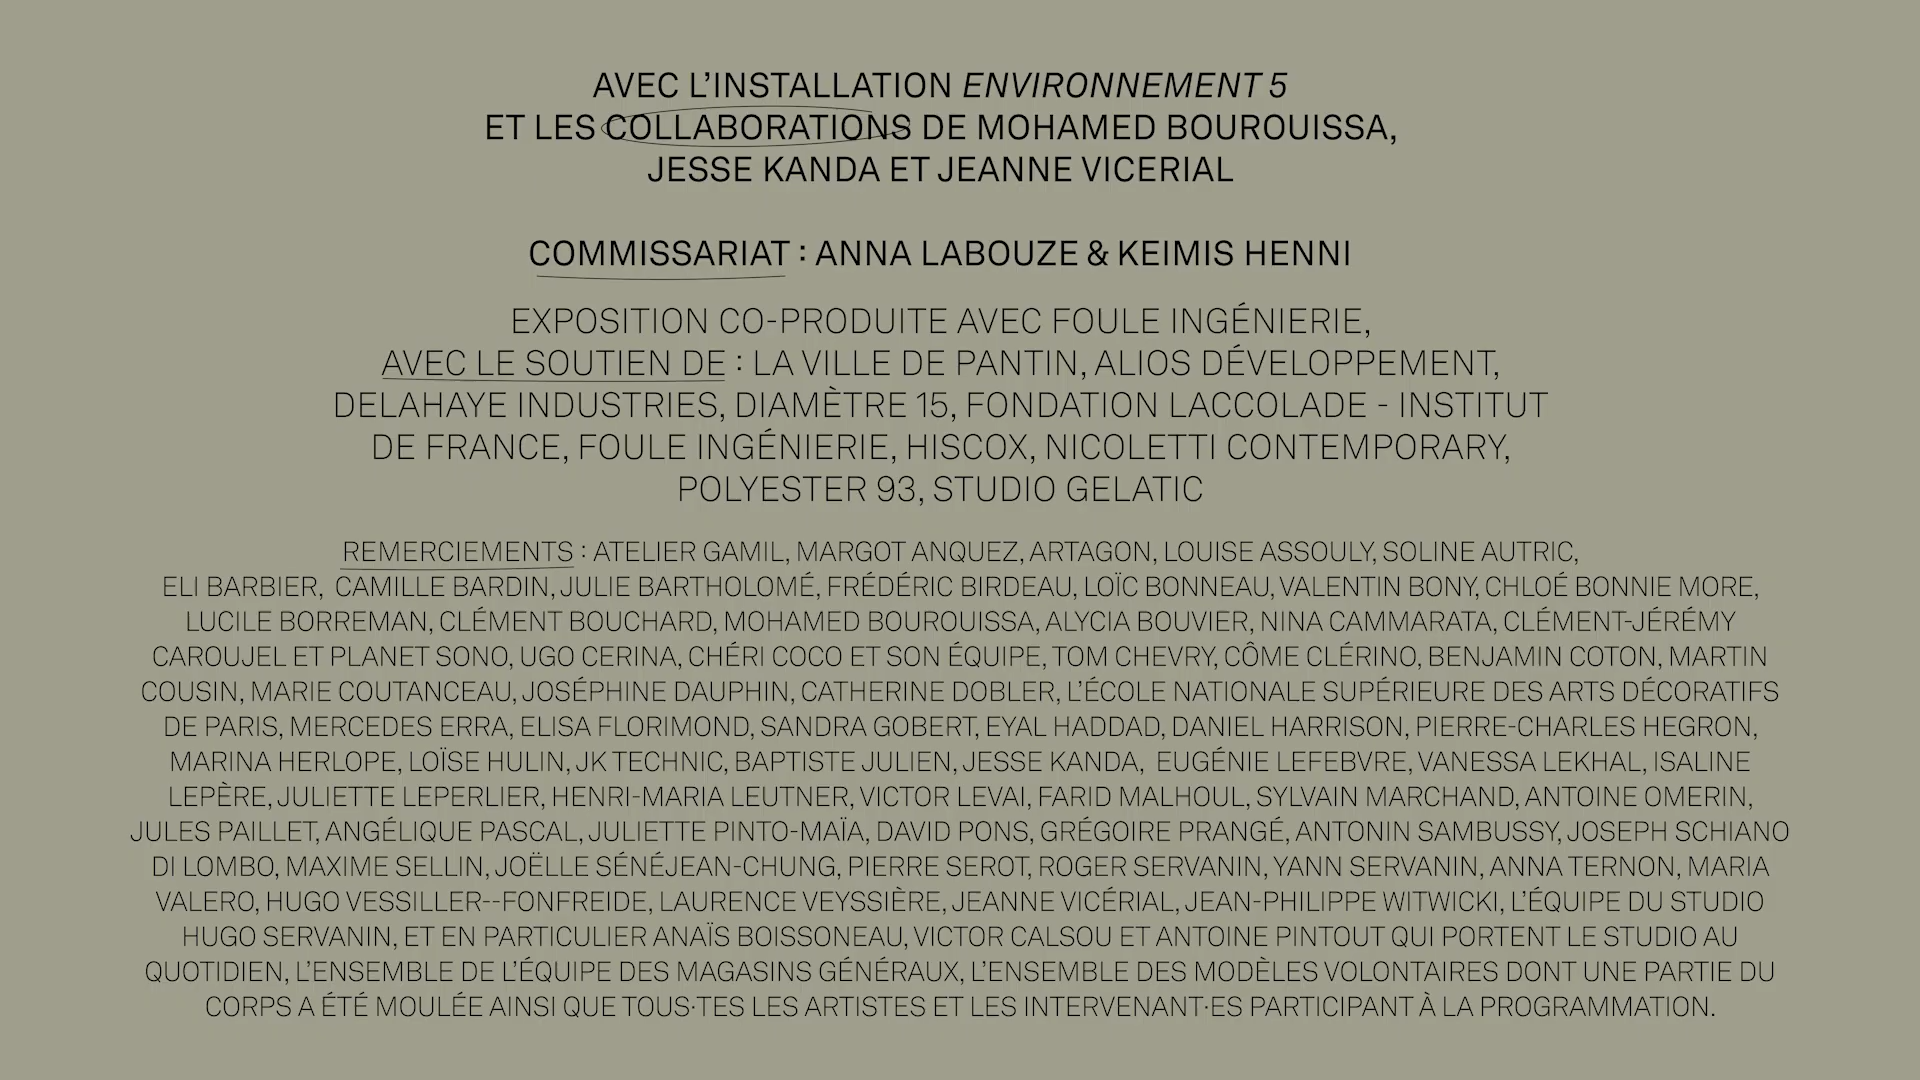 AVEC L’INSTALLATION ENVIRONNEMENT 5
ET LES COLLABORATIONS DE MOHAMED BOUROUISSA,
JESSE KANDA ET JEANNE VICERIAL
COMMISSARIAT : ANNA LABOUZE & KEIMIS HENNI
EXPOSITION CO-PRODUITE AVEC FOULE INGÉNIERIE,
AVEC LE SOUTIEN DE : LA VILLE DE PANTIN, ALIOS DÉVELOPPEMENT,
DELAHAYE INDUSTRIES, DIAMÈTRE 15, FONDATION LACCOLADE - INSTITUT
DE FRANCE, FOULE INGÉNIERIE, HISCOX, NICOLETTI CONTEMPORARY,
POLYESTER 93, STUDIO GELATIC
REMERCIEMENTS : ATELIER GAMIL, MARGOT ANQUEZ, ARTAGON, LOUISE ASSOULY, SOLINE AUTRIC,
ELI BARBIER, CAMILLE BARDIN, JULIE BARTHOLOMÉ, FRÉDÉRIC BIRDEAU, LOÏC BONNEAU, VALENTIN BONY, CHLOÉ BONNIE MORE,
LUCILE BORREMAN, CLÉMENT BOUCHARD, MOHAMED BOUROUISSA, ALYCIA BOUVIER, NINA CAMMARATA, CLÉMENT-JÉRÉMY
CAROUJEL ET PLANET SONO, UGO CERINA, CHÉRI COCO ET SON ÉQUIPE, TOM CHEVRY, CÔME CLÉRINO, BENJAMIN COTON, MARTIN
COUSIN, MARIE COUTANCEAU, JOSÉPHINE DAUPHIN, CATHERINE DOBLER, L’ÉCOLE NATIONALE SUPÉRIEURE DES ARTS DÉCORATIFS
DE PARIS, MERCEDES ERRA, ELISA FLORIMOND, SANDRA GOBERT, EYAL HADDAD, DANIEL HARRISON, PIERRE-CHARLES HEGRON,
MARINA HERLOPE, LOÏSE HULIN, JK TECHNIC, BAPTISTE JULIEN, JESSE KANDA, EUGÉNIE LEFEBVRE, VANESSA LEKHAL, ISALINE
LEPÈRE, JULIETTE LEPERLIER, HENRI-MARIA LEUTNER, VICTOR LEVAI, FARID MALHOUL, SYLVAIN MARCHAND, ANTOINE OMERIN,
JULES PAILLET, ANGÉLIQUE PASCAL, JULIETTE PINTO-MAÏA, DAVID PONS, GRÉGOIRE PRANGÉ, ANTONIN SAMBUSSY, JOSEPH SCHIANO
DI LOMBO, MAXIME SELLIN, JOËLLE SÉNÉJEAN-CHUNG, PIERRE SEROT, ROGER SERVANIN, YANN SERVANIN, ANNA TERNON, MARIA
VALERO, HUGO VESSILLER--FONFREIDE, LAURENCE VEYSSIÈRE, JEANNE VICÉRIAL, JEAN-PHILIPPE WITWICKI, L’ÉQUIPE DU STUDIO
HUGO SERVANIN, ET EN PARTICULIER ANAÏS BOISSONEAU, VICTOR CALSOU ET ANTOINE PINTOUT QUI PORTENT LE STUDIO AU
QUOTIDIEN, L’ENSEMBLE DE L’ÉQUIPE DES MAGASINS GÉNÉRAUX, L’ENSEMBLE DES MODÈLES VOLONTAIRES DONT UNE PARTIE DU
CORPS A ÉTÉ MOULÉE AINSI QUE TOUS·TES LES ARTISTES ET LES INTERVENANT·ES PARTICIPANT À LA PROGRAMMATION.